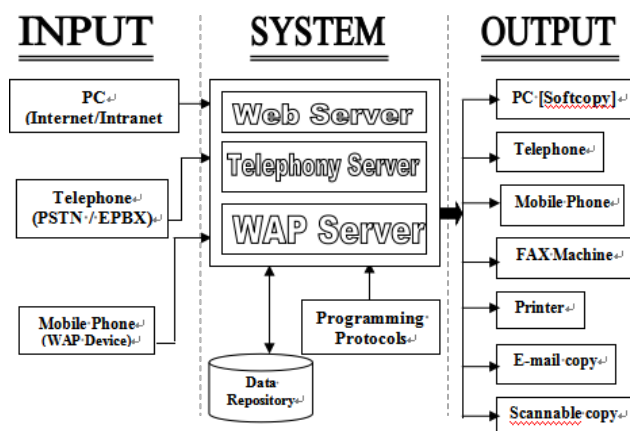 INPUT
SYSTEM
OUTPUT
PC
(Internet/Intranet
Telephone
(PSTN / EPBX)
Mobile Phone
(WAP Device)
Web Server
Telephony Server
WAP Server
Programming
Protocols
Data
Repository
PC [Softcopy]
Telephone
Mobile Phone
FAX Machine
Printer
E-mail copy
Scannable copy